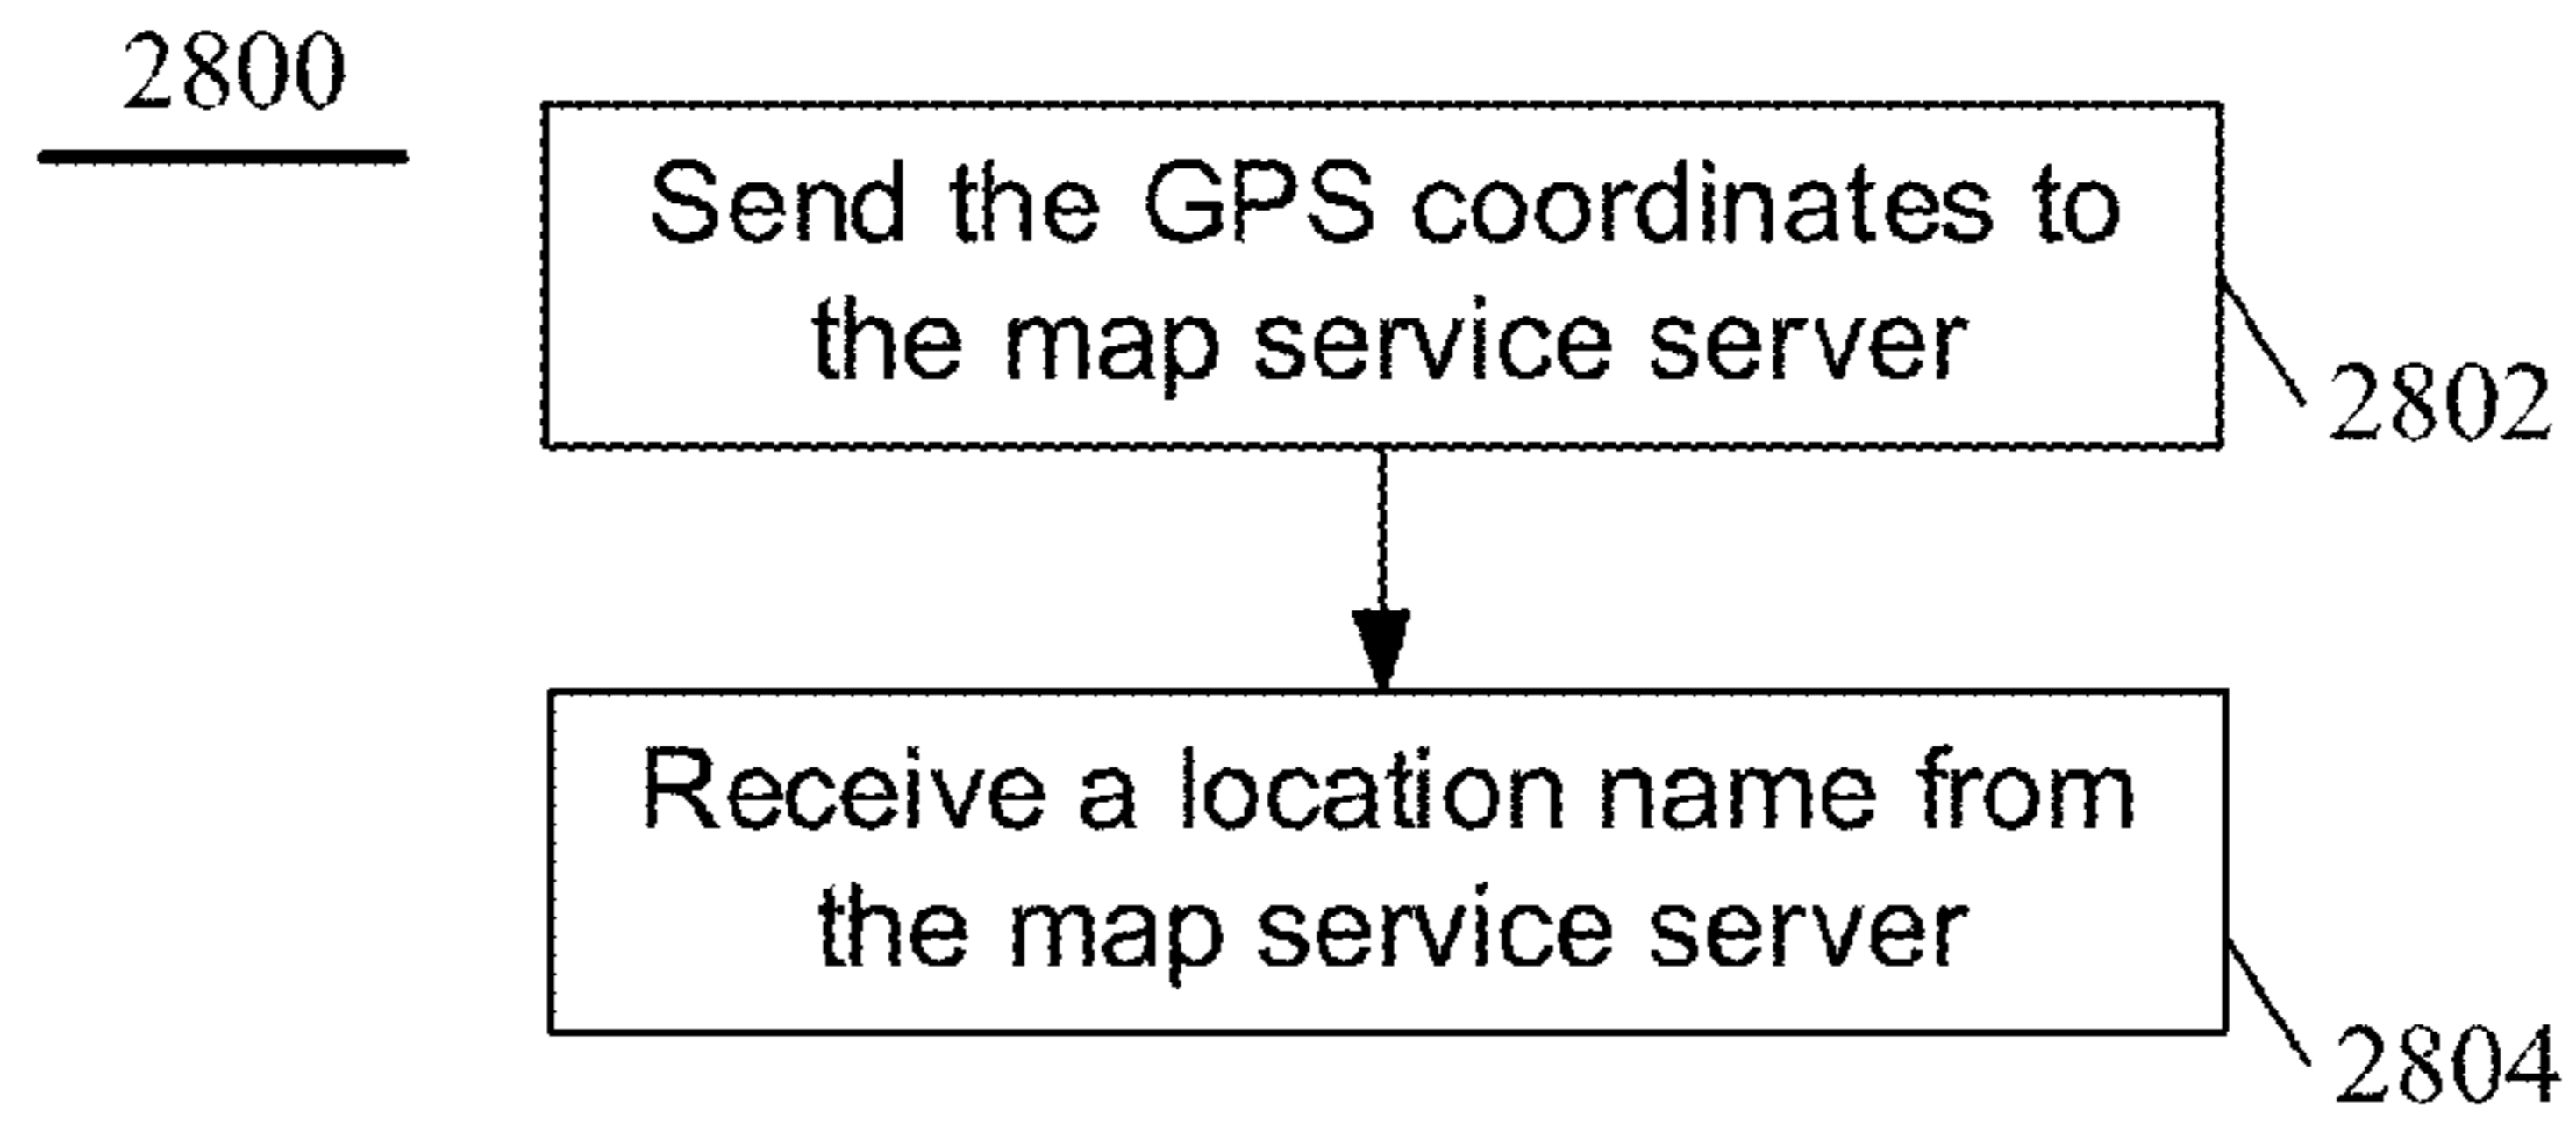 2800
Send the GPS coordinates to
the map service server
2802
Receive a location name from
the map service server
2804